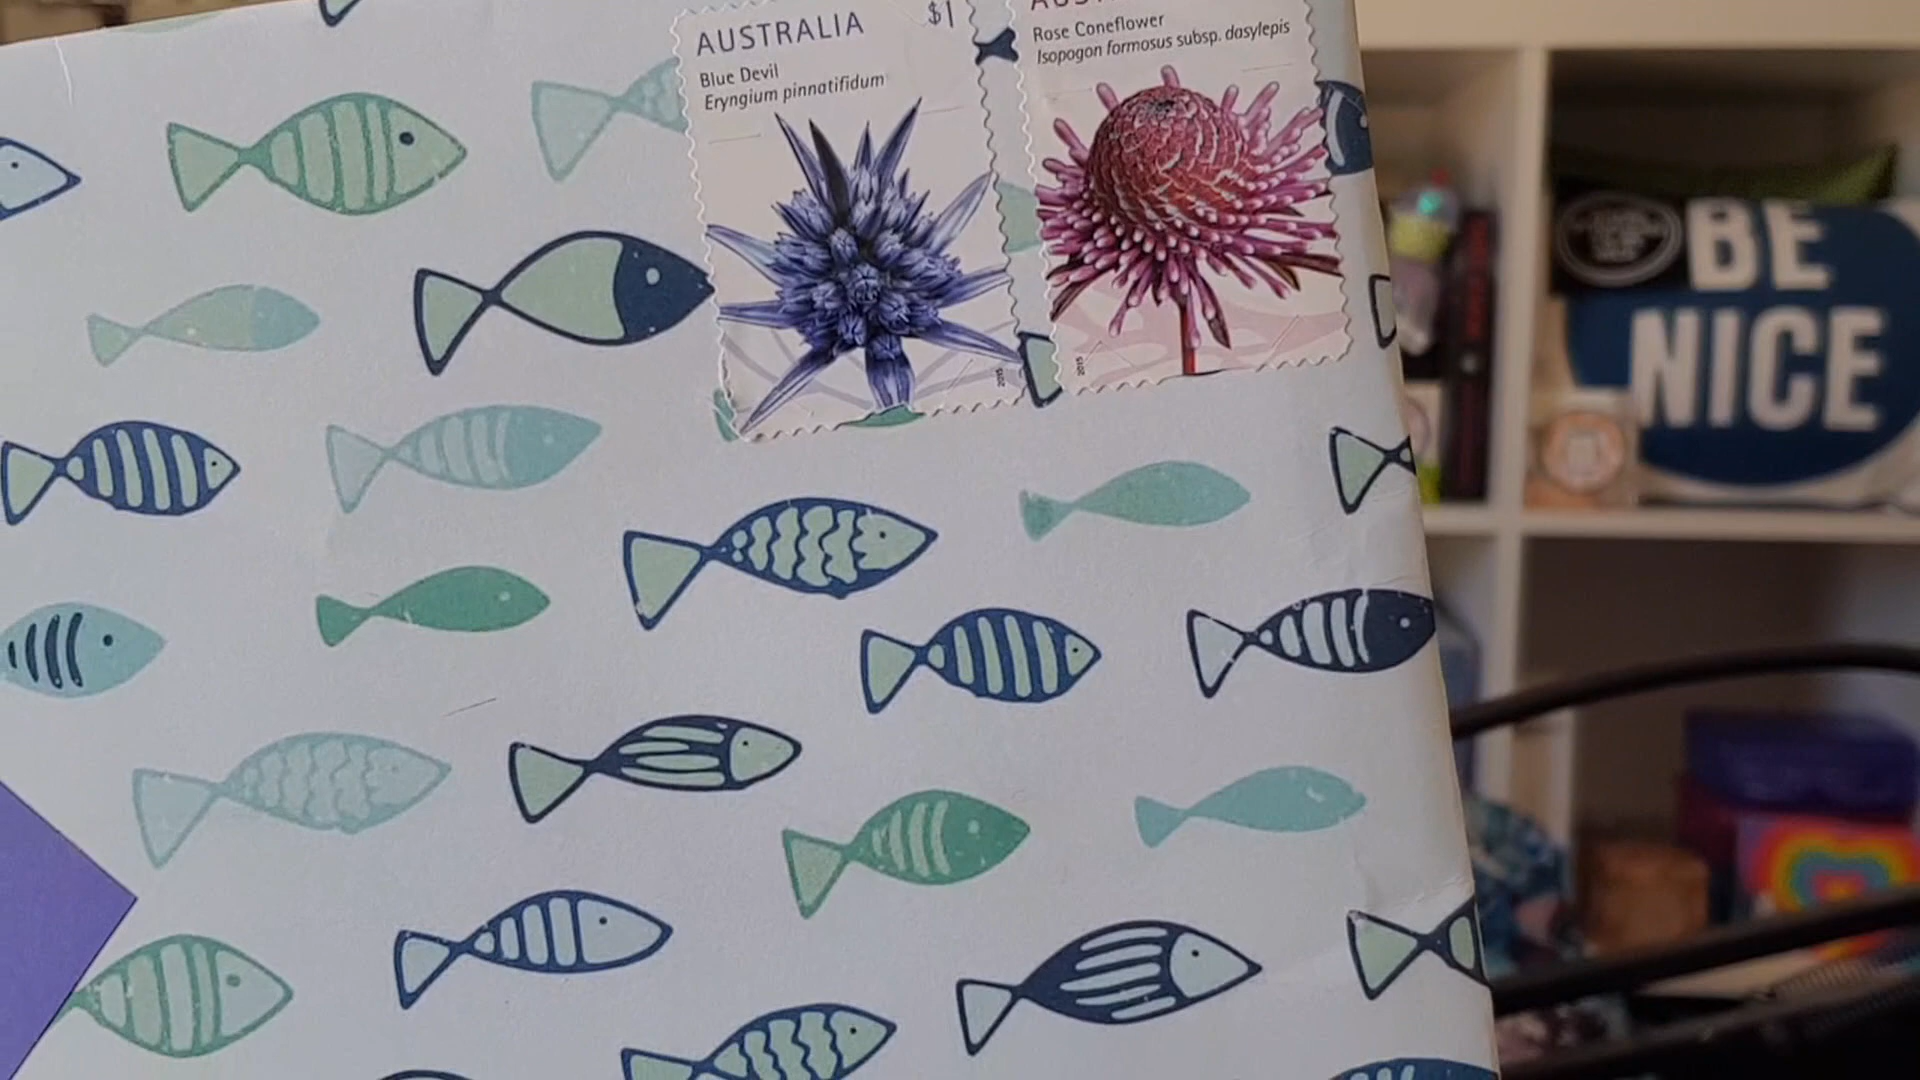 AUSTRALIA
$1
Blue Devil
Eryngium pinnatifidum
2015
Rose Coneflower
Isopogon formosus subsp. dasylepis
2015
BE
NICE